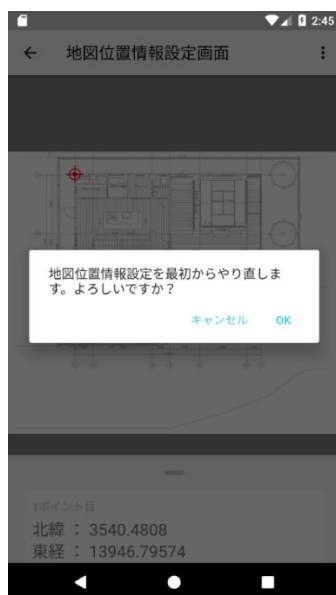 2:45
地図位置情報設定画面
地図位置情報設定を最初からやり直しま
す。よろしいですか？
キャンセル OK
1ポイント目
北緯 ： 3540.4808
東経 ： 13946.79574